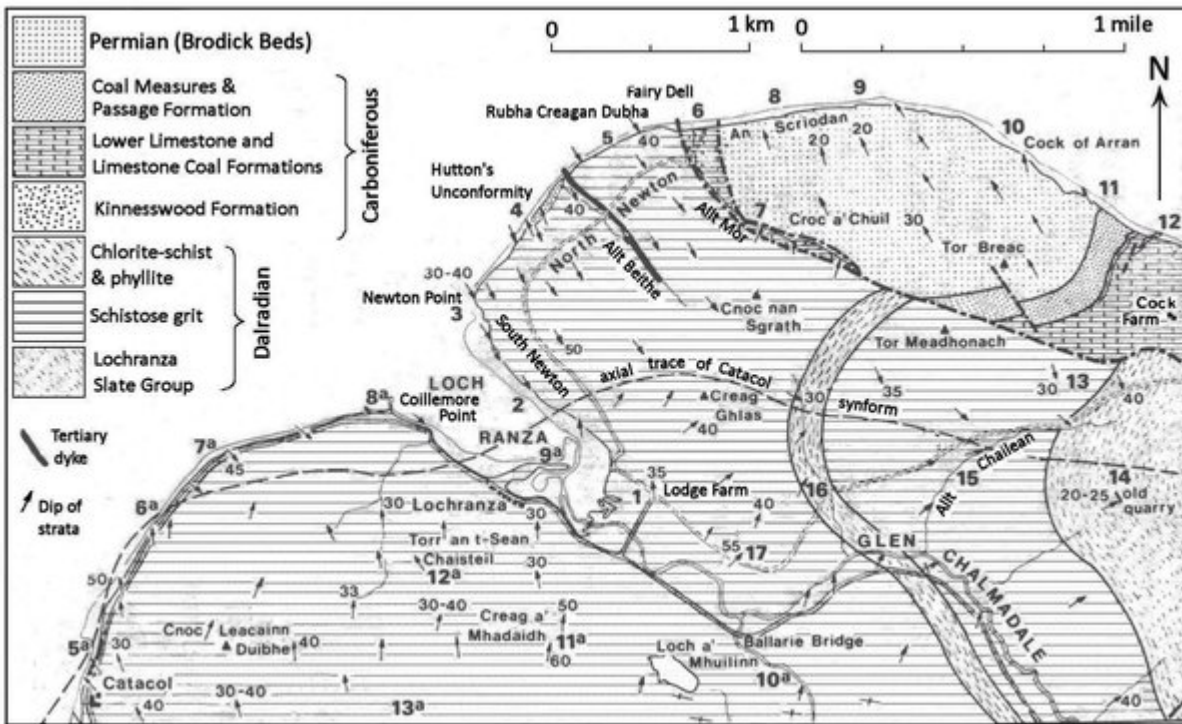 Permian (Brodick Beds)
Coal Measures &
Passage Formation
Lower Limestone and
Limestone Coal Formations
Kinnesswood Formation
Carboniferous
Chlorite-schist
& phyllite
Schistose grit
Lochranza
Slate Group
Dalradian
Tertiary
dyke
Dip of
strata
0 1 km 0 1 mile
N
Fairy Dell
Rubha Creagan Dubha
6 8 9
5 40 An Scriodan
20 20 10
Cock of Arran
Hutton's
Unconformity
4 40
11
12
North Newton
Allt Mor
7
Croc a' Chuil 30
Tor Breac
Allt Beithe
30-40
Newton Point
3
Cnoc nan
Sgrath
Cock
Farm
Tor Meadhonach
South Newton
50
axial trace of Catacol
synform
30 35 30 13
40
8ª LOCH
Coillemore
Point
2
Creag
Ghlas
40
RANZA
7ª 45
9ª
Allt Chailean
15 14
20-25 old
quarry
6ª
35
Lodge Farm
1
16
30 Lochranza 30
40
Torr an t-Sean
Chaisteil
12ª
30
55 17
GLEN
CHALMADALE
50
33
30-40
Creag a'
Mhadaidh
50
11ª
60
5ª 30
Cnoc Leacainn
Duibhe
40
Ballarie Bridge
Loch a'
Mhuilinn
10ª
Catacol
40
30-40
13ª
40